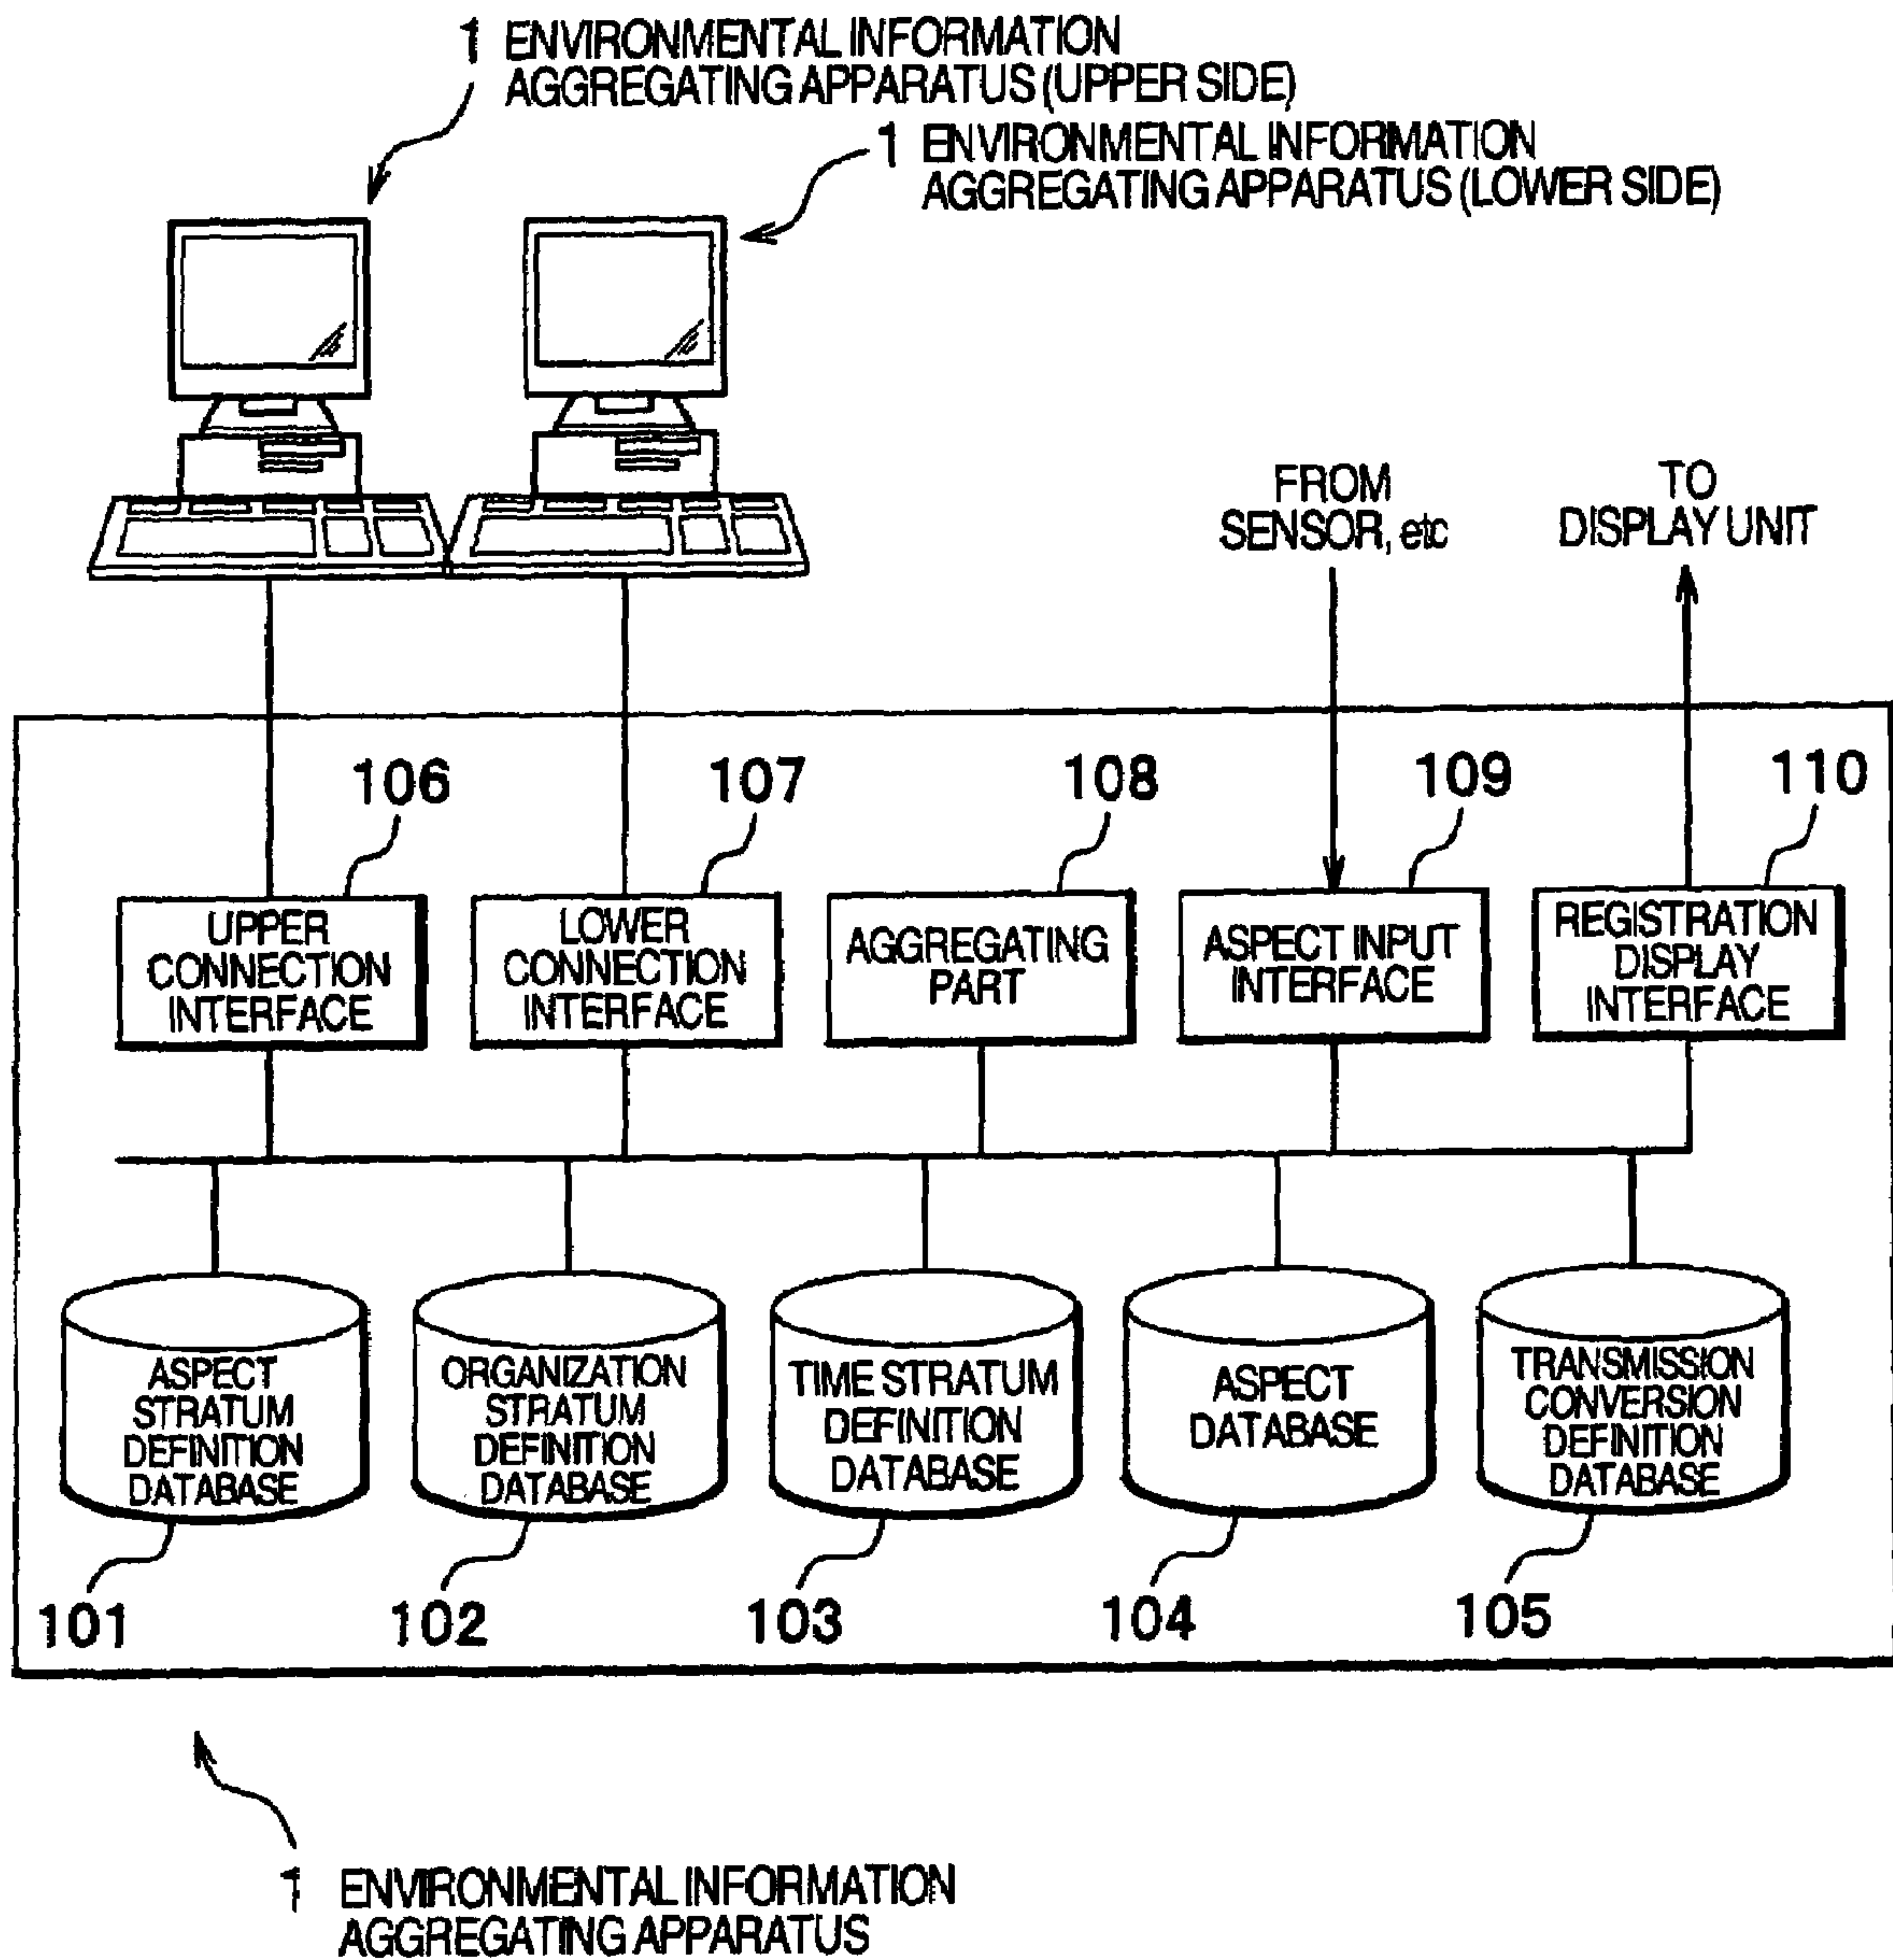 1 ENVIRONMENTAL INFORMATION
AGGREGATING APPARATUS (UPPER SIDE)
1 ENVIRONMENTAL INFORMATION
AGGREGATING APPARATUS (LOWER SIDE)
FROM
SENSOR, etc
TO
DISPLAY UNIT
106
107
108
109
110
UPPER
CONNECTION
INTERFACE
LOWER
CONNECTION
INTERFACE
AGGREGATING
PART
ASPECT INPUT
INTERFACE
REGISTRATION
DISPLAY
INTERFACE
ASPECT
STRATUM
DEFINITION
DATABASE
ORGANIZATION
STRATUM
DEFINITION
DATABASE
TIME STRATUM
DEFINITION
DATABASE
ASPECT
DATABASE
TRANSMISSION
CONVERSION
DEFINITION
DATABASE
101
102
103
104
105
1 ENVIRONMENTAL INFORMATION
AGGREGATING APPARATUS